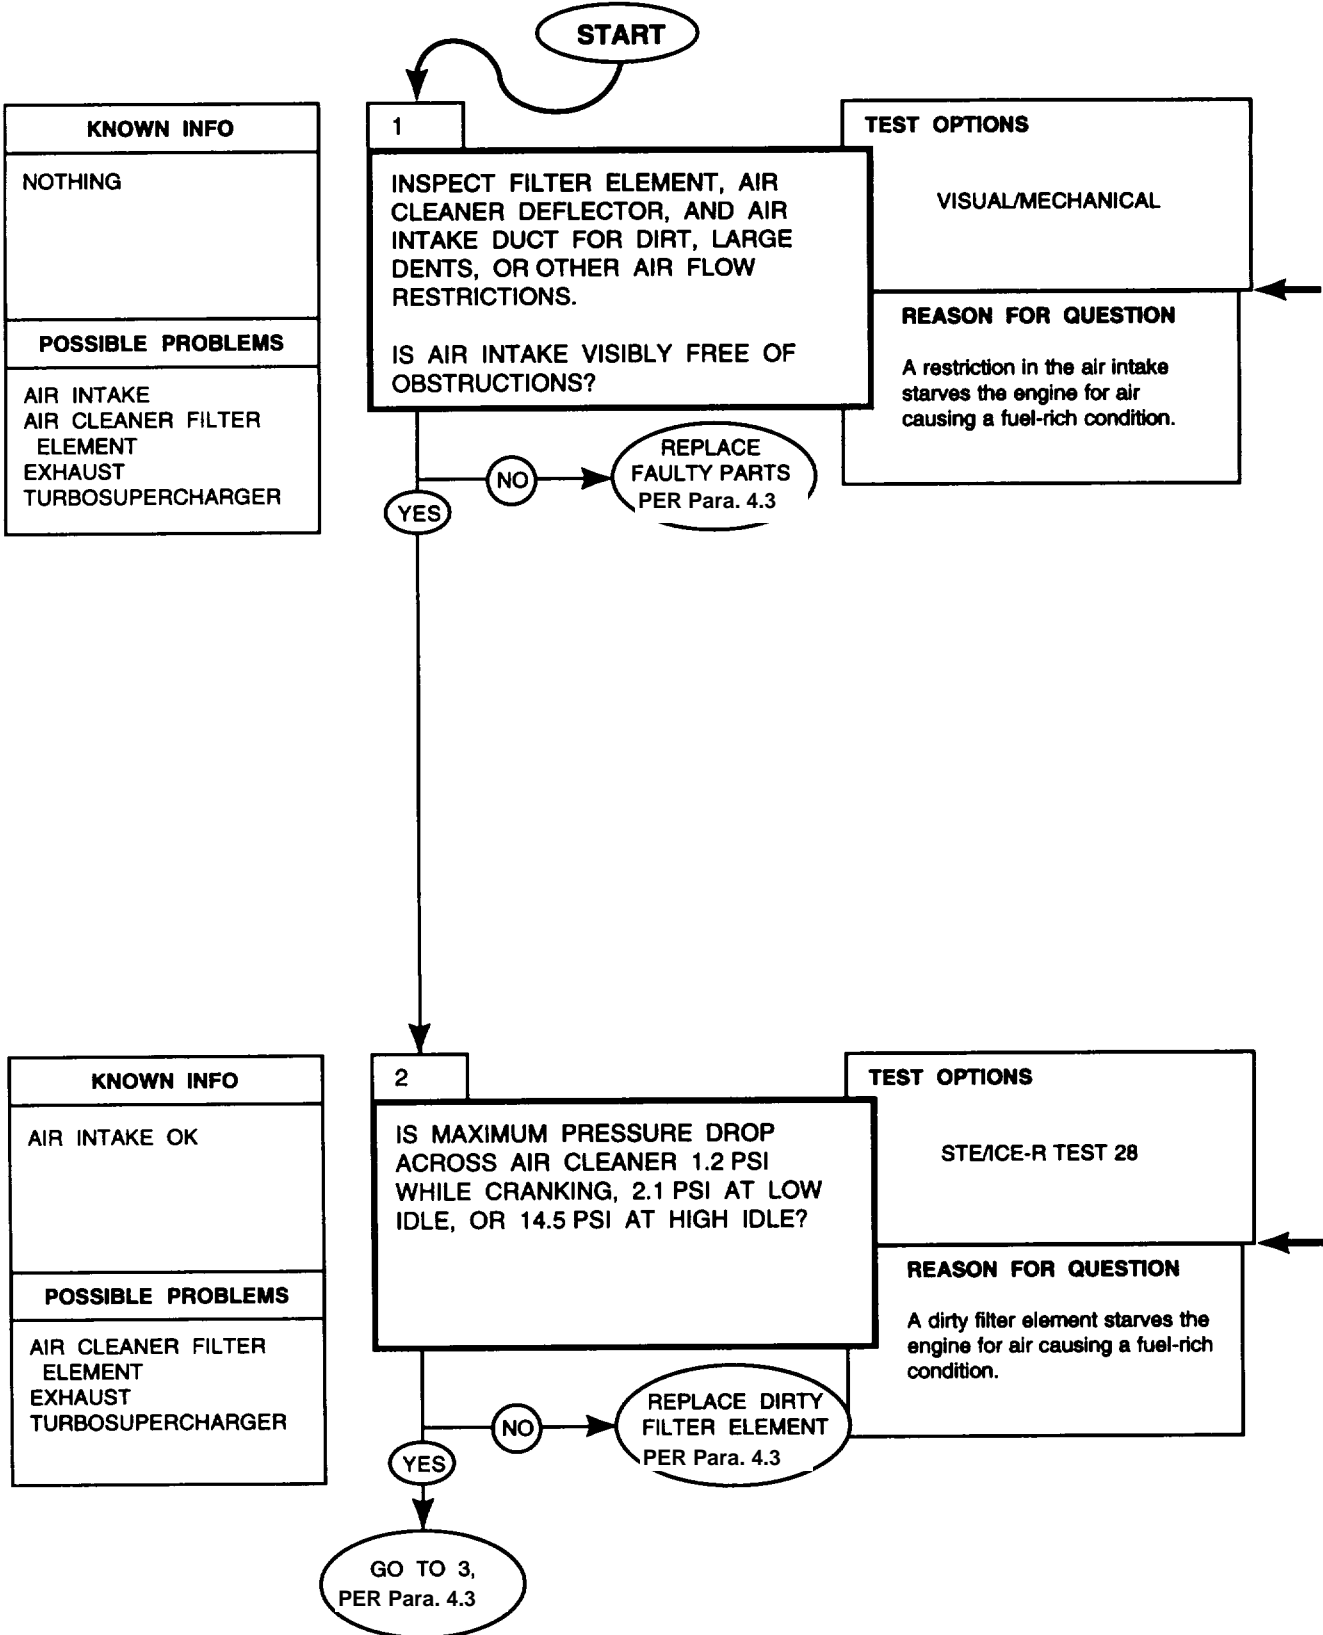 START
KNOWN INFO
NOTHING
POSSIBLE PROBLEMS
AIR INTAKE
AIR CLEANER FILTER
ELEMENT
EXHAUST
TURBOSUPERCHARGER
1
INSPECT FILTER ELEMENT, AIR
CLEANER DEFLECTOR, AND AIR
INTAKE DUCT FOR DIRT, LARGE
DENTS, OR OTHER AIR FLOW
RESTRICTIONS.
IS AIR INTAKE VISIBLY FREE OF
OBSTRUCTIONS?
TEST OPTIONS
VISUAL/MECHANICAL
REASON FOR QUESTION
A restriction in the air intake
starves the engine for air
causing a fuel-rich condition.
NO
REPLACE
FAULTY PARTS
PER Para. 4.3
YES
KNOWN INFO
AIR INTAKE OK
POSSIBLE PROBLEMS
AIR CLEANER FILTER
ELEMENT
EXHAUST
TURBOSUPERCHARGER
2
IS MAXIMUM PRESSURE DROP
ACROSS AIR CLEANER 1.2 PSI
WHILE CRANKING, 2.1 PSI AT LOW
IDLE, OR 14.5 PSI AT HIGH IDLE?
TEST OPTIONS
STE/ICE-R TEST 28
REASON FOR QUESTION
A dirty filter element starves the
engine for air causing a fuel-rich
condition.
NO
REPLACE DIRTY
FILTER ELEMENT
PER Para. 4.3
YES
GO TO 3,
PER Para. 4.3